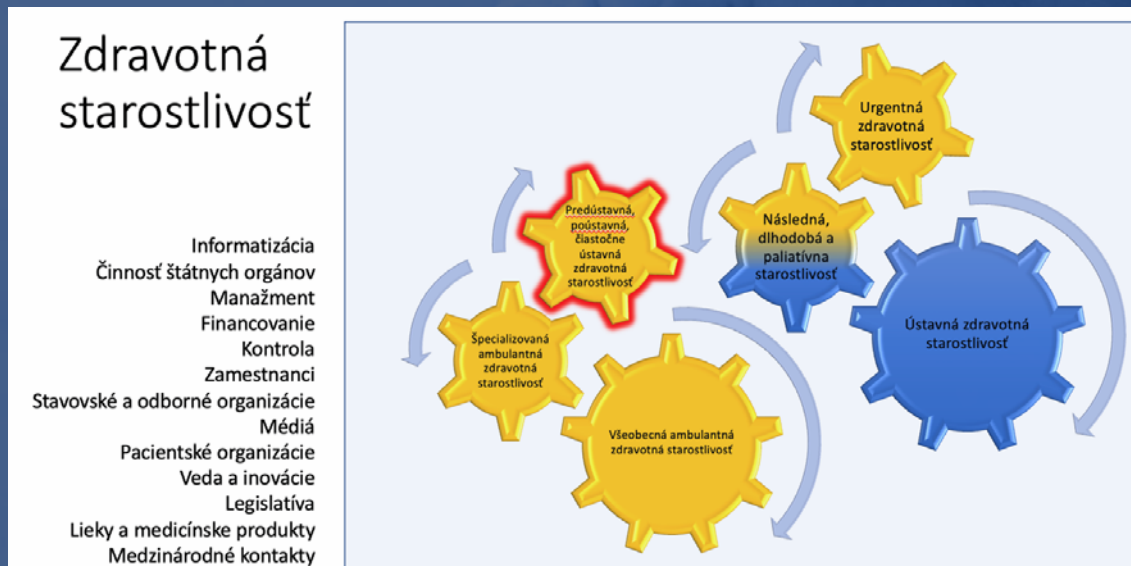 Zdravotná
starostlivosť
Informatizácia
Činnosť štátnych orgánov
Manažment
Financovanie
Kontrola
Zamestnanci
Stavovské a odborné organizácie
Médiá
Pacientské organizácie
Veda a inovácie
Legislatíva
Lieky a medicínske produkty
Medzinárodné kontakty
Urgentná
zdravotná
starostlivosť
Predústavná,
poústavná,
čiastočne
ústavná
zdravotná
starostlivosť
Následná,
dlhodobá a
paliatívna
starostlivosť
Špecializovaná
ambulantná
zdravotná
starostlivosť
Ústavná zdravotná
starostlivosť
Všeobecná ambulantná
zdravotná starostlivosť